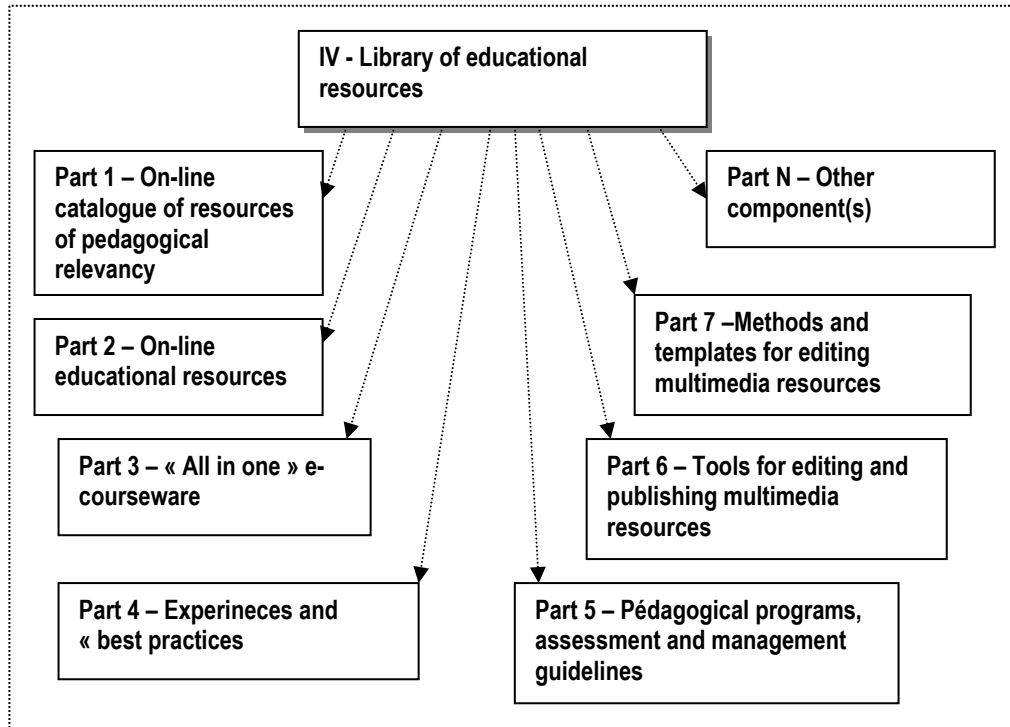 IV - Library of educational
resources
Part 1 – On-line
catalogue of resources
of pedagogical
relevancy
Part 2 – On-line
educational resources
Part 3 – « All in one » e-
courseware
Part 4 – Experineces and
« best practices
Part 5 – Pédagogical programs,
assessment and management
guidelines
Part 6 – Tools for editing and
publishing multimedia
resources
Part 7 –Methods and
templates for editing
multimedia resources
Part N – Other
component(s)